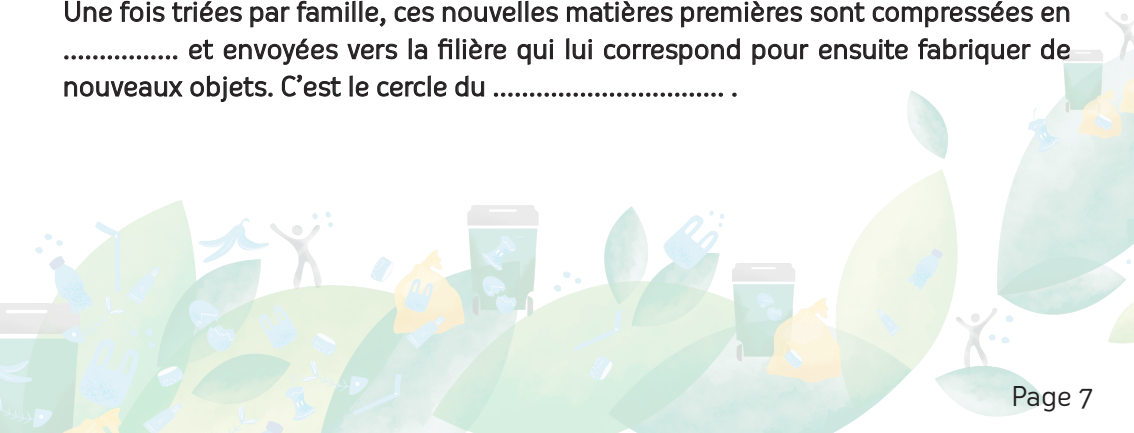 Une fois triées par famille, ces nouvelles matières premières sont compressées en
................ et envoyées vers la filière qui lui correspond pour ensuite fabriquer de
nouveaux objets. C’est le cercle du ................................ .
Page 7